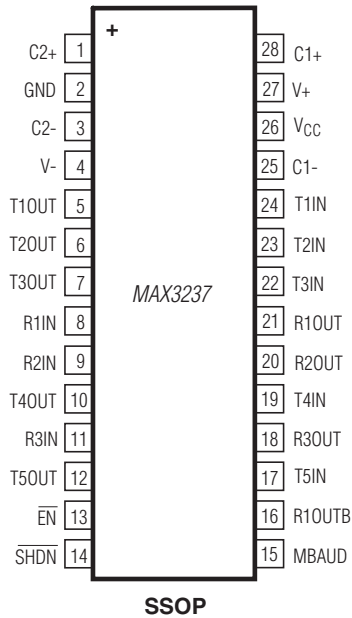 +
C2+ 1
GND 2
C2- 3
V- 4
T1OUT 5
T2OUT 6
T3OUT 7
R1IN 8
R2IN 9
T4OUT 10
R3IN 11
T5OUT 12
E̅N̅ 13
S̅H̅D̅N̅ 14
MAX3237
28 C1+
27 V+
26 VCC
25 C1-
24 T1IN
23 T2IN
22 T3IN
21 R1OUT
20 R2OUT
19 T4IN
18 R3OUT
17 T5IN
16 R1OUTB
15 MBAUD
SSOP